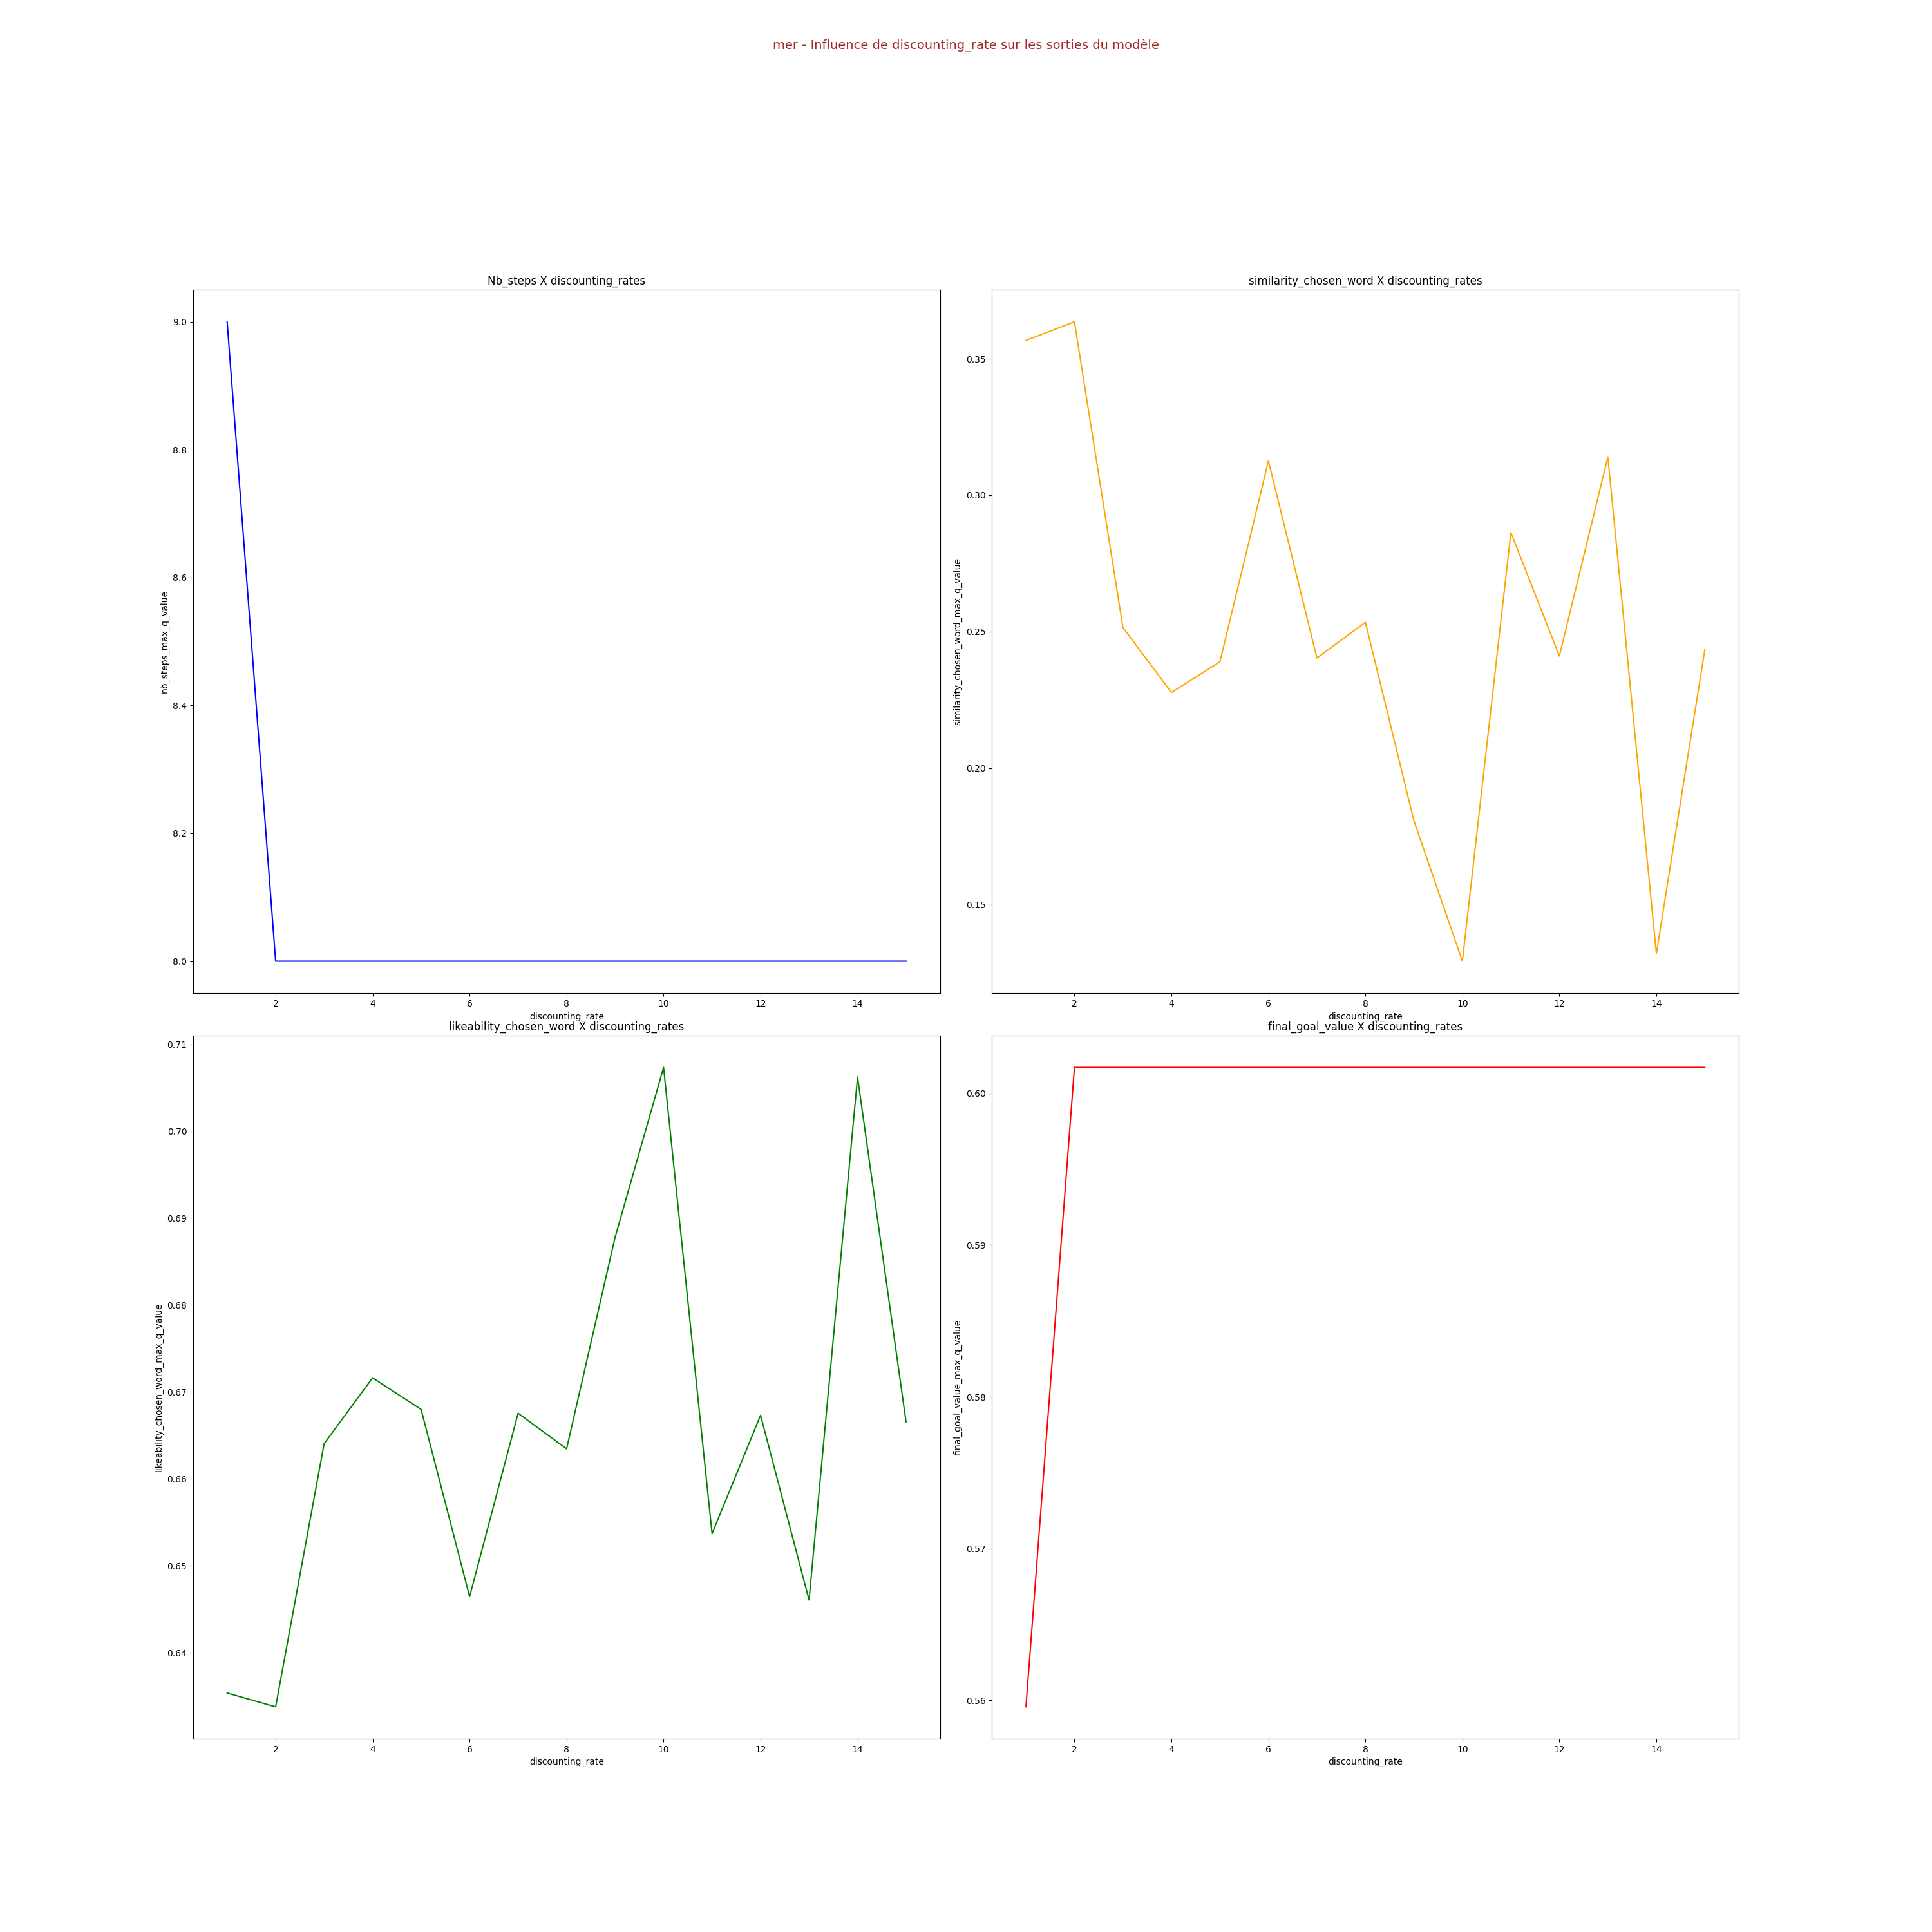 mer - Influence de discounting_rate sur les sorties du modèle
Nb_steps X discounting_rates
nb_steps_max_q_value
9.0
8.8
8.6
8.4
8.2
8.0
2 4 6 8 10 12 14
discounting_rate
similarity_chosen_word X discounting_rates
similarity_chosen_word_max_q_value
0.35
0.30
0.25
0.20
0.15
2 4 6 8 10 12 14
discounting_rate
likeability_chosen_word X discounting_rates
likeability_chosen_word_max_q_value
0.71
0.70
0.69
0.68
0.67
0.66
0.65
0.64
2 4 6 8 10 12 14
discounting_rate
final_goal_value X discounting_rates
final_goal_value_max_q_value
0.60
0.59
0.58
0.57
0.56
2 4 6 8 10 12 14
discounting_rate